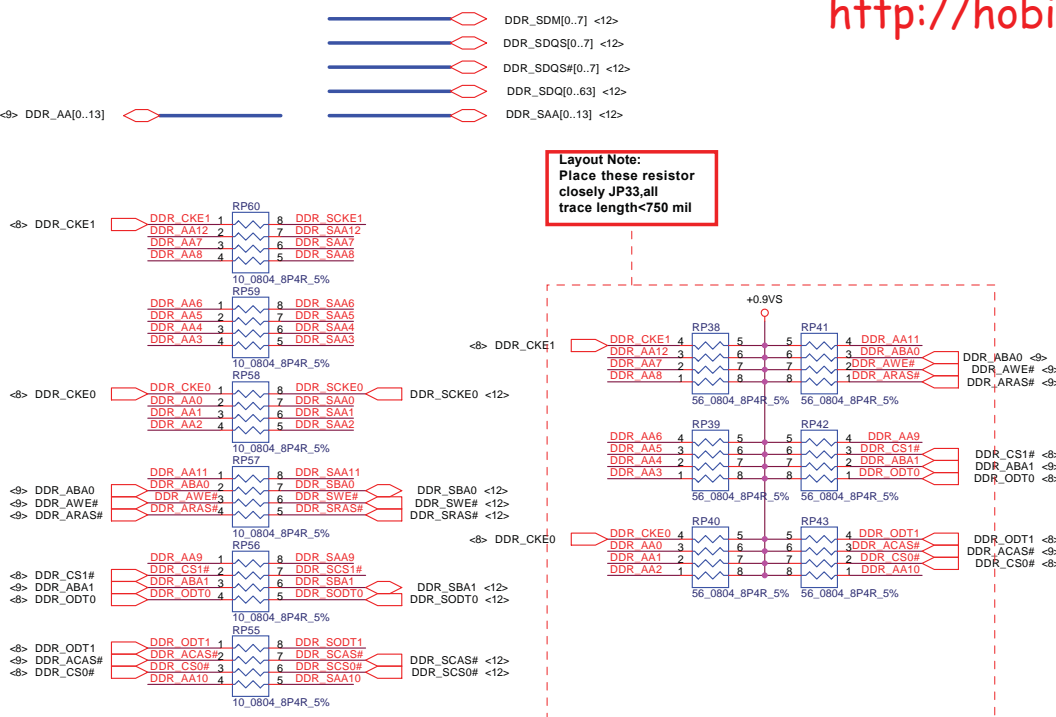 http://hobi
DDR_SDM[0..7] <12>
DDR_SDQS[0..7] <12>
DDR_SDQS#[0..7] <12>
DDR_SDQ[0..63] <12>
<9> DDR_AA[0..13]
DDR_SAA[0..13] <12>
Layout Note:
Place these resistor
closely JP33,all
trace length<750 mil
RP60
<8> DDR_CKE1 DDR_CKE1 1 8 DDR_SCKE1
DDR_AA12 2 7 DDR_SAA12
DDR_AA7 3 6 DDR_SAA7
DDR_AA8 4 5 DDR_SAA8
10_0804_8P4R_5%
RP59
DDR_AA6 1 8 DDR_SAA6
DDR_AA5 2 7 DDR_SAA5
DDR_AA4 3 6 DDR_SAA4
DDR_AA3 4 5 DDR_SAA3
10_0804_8P4R_5%
RP58
<8> DDR_CKE0 DDR_CKE0 1 8 DDR_SCKE0 DDR_SCKE0 <12>
DDR_AA0 2 7 DDR_SAA0
DDR_AA1 3 6 DDR_SAA1
DDR_AA2 4 5 DDR_SAA2
10_0804_8P4R_5%
RP57
DDR_AA11 1 8 DDR_SAA11
<9> DDR_ABA0 DDR_ABA0 2 7 DDR_SBA0 DDR_SBA0 <12>
<9> DDR_AWE# DDR_AWE# 3 6 DDR_SWE# DDR_SWE# <12>
<9> DDR_ARAS# DDR_ARAS# 4 5 DDR_SRAS# DDR_SRAS# <12>
10_0804_8P4R_5%
RP56
DDR_AA9 1 8 DDR_SAA9
<8> DDR_CS1# DDR_CS1# 2 7 DDR_SCS1#
<9> DDR_ABA1 DDR_ABA1 3 6 DDR_SBA1 DDR_SBA1 <12>
<8> DDR_ODT0 DDR_ODT0 4 5 DDR_SODT0 DDR_SODT0 <12>
10_0804_8P4R_5%
RP55
<8> DDR_ODT1 DDR_ODT1 1 8 DDR_SODT1
<9> DDR_ACAS# DDR_ACAS# 2 7 DDR_SCAS# DDR_SCAS# <12>
<8> DDR_CS0# DDR_CS0# 3 6 DDR_SCS0# DDR_SCS0# <12>
DDR_AA10 4 5 DDR_SAA10
10_0804_8P4R_5%
+0.9VS
RP38 RP41
<8> DDR_CKE1 DDR_CKE1 4 5 5 4 DDR_AA11
DDR_AA12 3 6 6 3 DDR_ABA0 DDR_ABA0 <9>
DDR_AA7 2 7 7 2 DDR_AWE# DDR_AWE# <9>
DDR_AA8 1 8 8 1 DDR_ARAS# DDR_ARAS# <9>
56_0804_8P4R_5% 56_0804_8P4R_5%
RP39 RP42
DDR_AA6 4 5 5 4 DDR_AA9
DDR_AA5 3 6 6 3 DDR_CS1# DDR_CS1# <8>
DDR_AA4 2 7 7 2 DDR_ABA1 DDR_ABA1 <9>
DDR_AA3 1 8 8 1 DDR_ODT0 DDR_ODT0 <8>
56_0804_8P4R_5% 56_0804_8P4R_5%
RP40 RP43
<8> DDR_CKE0 DDR_CKE0 4 5 5 4 DDR_ODT1 DDR_ODT1 <8>
DDR_AA0 3 6 6 3 DDR_ACAS# DDR_ACAS# <9>
DDR_AA1 2 7 7 2 DDR_CS0# DDR_CS0# <8>
DDR_AA2 1 8 8 1 DDR_AA10
56_0804_8P4R_5% 56_0804_8P4R_5%